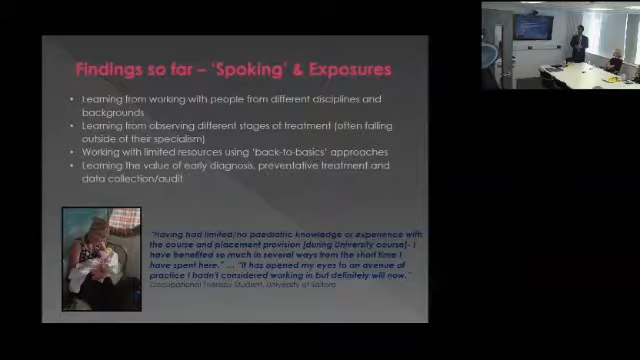 Findings so far – 'Spoking' & Exposures
• Learning from working with people from different disciplines and
backgrounds
• Learning from observing different stages of treatment (often falling
outside of their specialism)
• Working with limited resources using 'back-to-basics' approaches
• Learning the value of early diagnosis, preventative treatment and
data collection/audit
"Having had limited/no paediatric knowledge or experience with
the course and placement provision [during University course]- I
have benefited so much in several ways from the short time I
have spent here." ... "It has opened my eyes to an avenue of
practice I hadn't considered working in but definitely will now."
Occupational Therapy Student, University of Salford